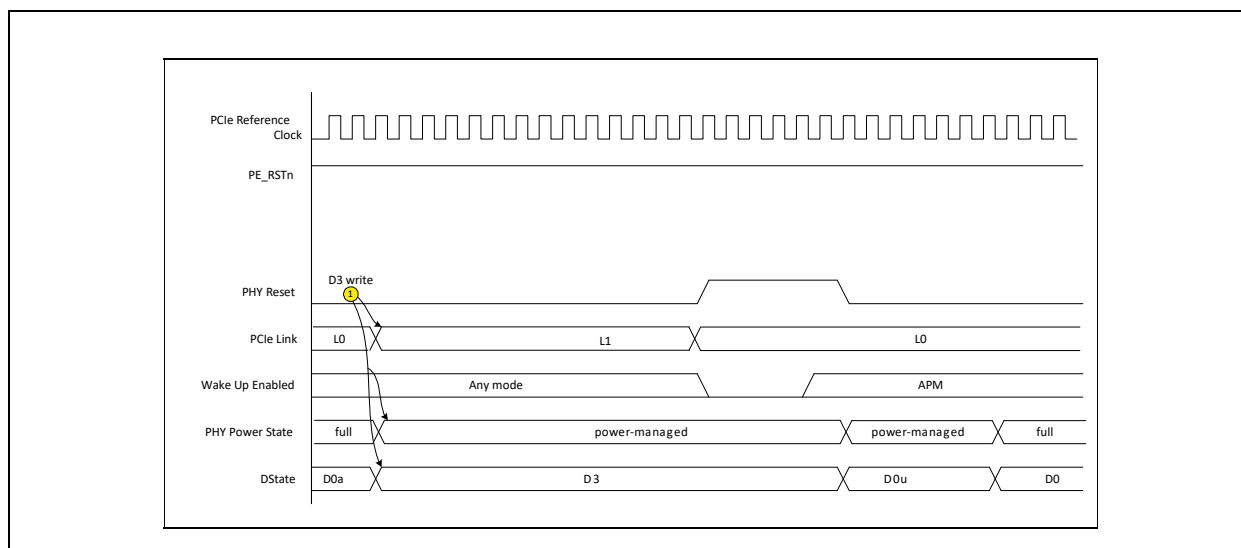 PCIe Reference
Clock
PE_RSTn
D3 write
1
PHY Reset
PCIe Link
L0
L1
L0
Wake Up Enabled
Any mode
APM
PHY Power State
full
power-managed
power-managed
full
DState
D0a
D3
D0u
D0